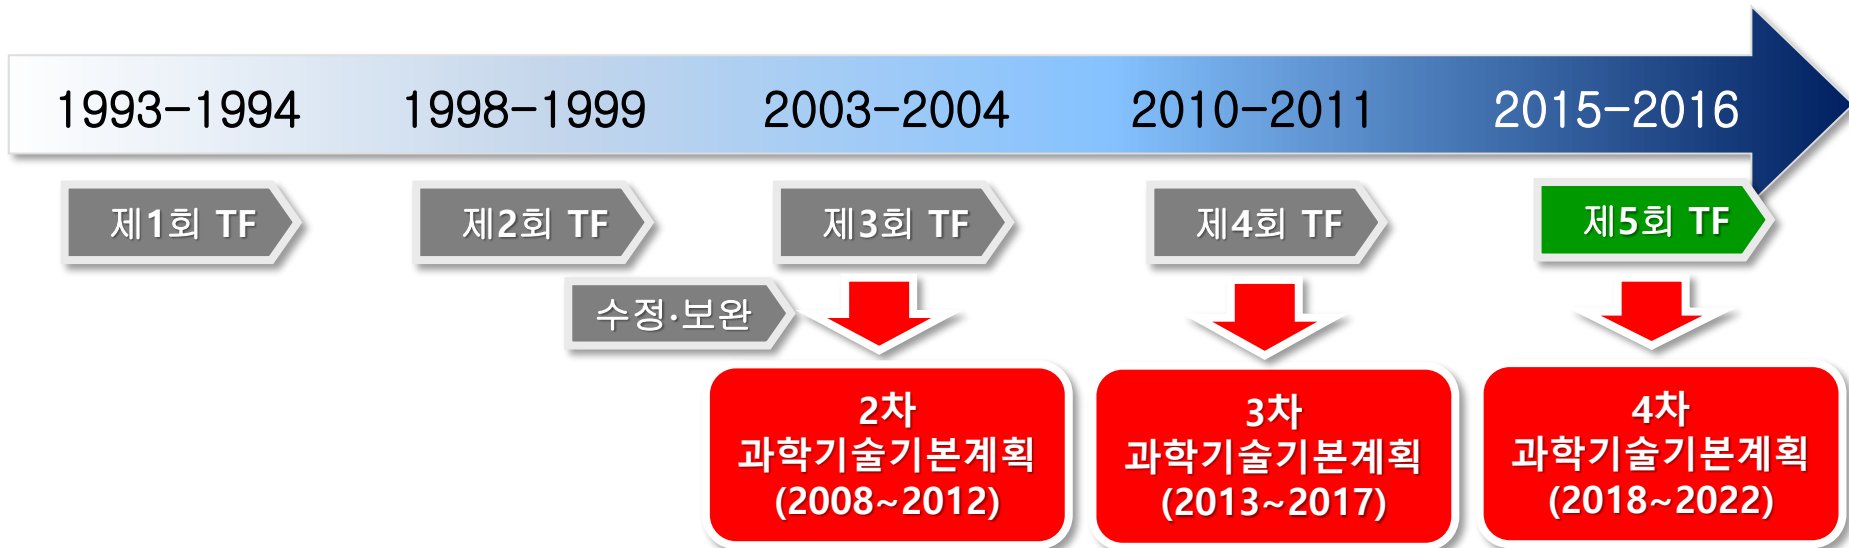 1993-1994 1998-1999 2003-2004 2010-2011 2015-2016
제1회 TF 제2회 TF 제3회 TF 제4회 TF 제5회 TF
수정·보완
2차
과학기술기본계획
(2008~2012)
3차
과학기술기본계획
(2013~2017)
4차
과학기술기본계획
(2018~2022)